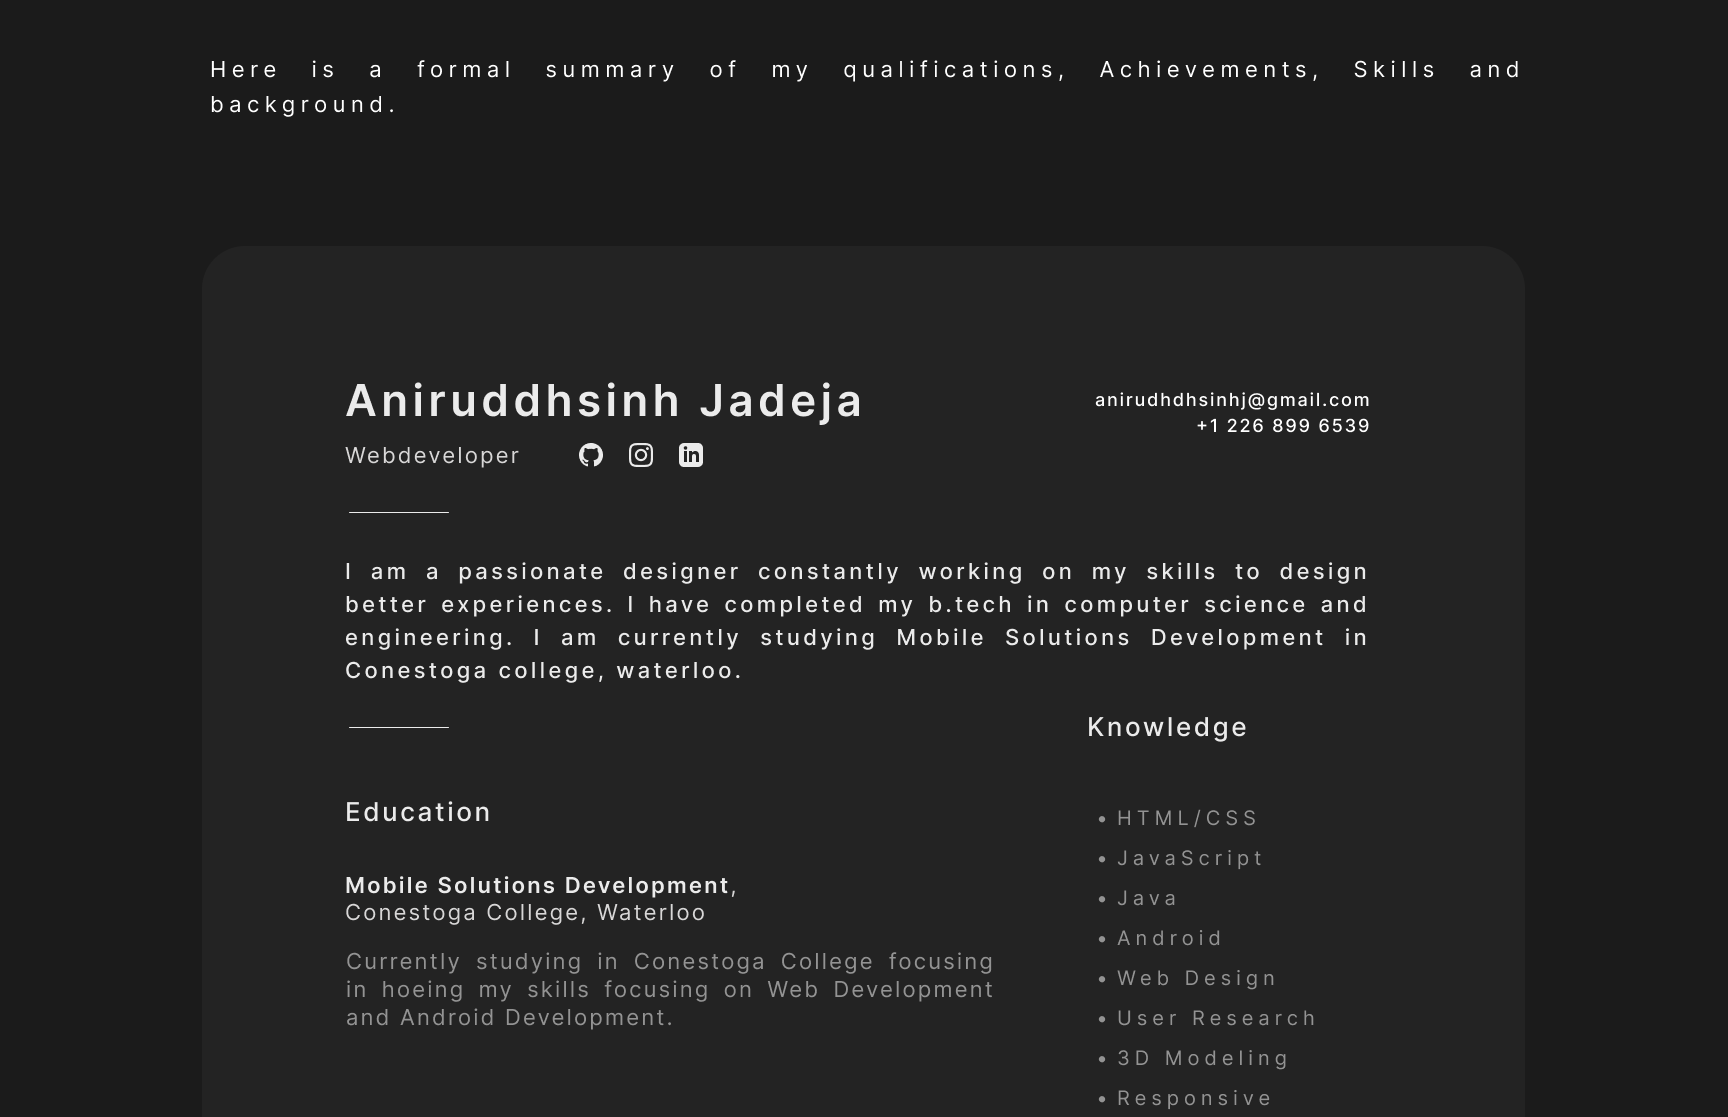 Here is a formal summary of my qualifications, Achievements, Skills and
background.
Aniruddhsinh Jadeja
Webdeveloper
anirudhdhsinhj@gmail.com
+1 226 899 6539
I am a passionate designer constantly working on my skills to design
better experiences. I have completed my b.tech in computer science and
engineering. I am currently studying Mobile Solutions Development in
Conestoga college, waterloo.
Education
Mobile Solutions Development,
Conestoga College, Waterloo
Currently studying in Conestoga College focusing
in hoeing my skills focusing on Web Development
and Android Development.
Knowledge
• HTML/CSS
• JavaScript
• Java
• Android
• Web Design
• User Research
• 3D Modeling
• Responsive